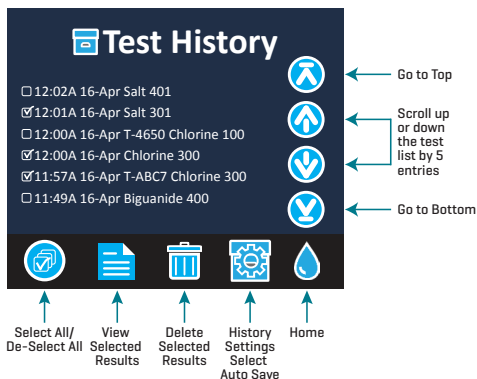 Test History
12:02A 16-Apr Salt 401
12:01A 16-Apr Salt 301
12:00A 16-Apr T-4650 Chlorine 100
12:00A 16-Apr Chlorine 300
11:57A 16-Apr T-ABC7 Chlorine 300
11:49A 16-Apr Biguanide 400
Go to Top
Scroll up
or down
the test
list by 5
entries
Go to Bottom
Select All/
De-Select All
View
Selected
Results
Delete
Selected
Results
History
Settings
Select
Auto Save
Home